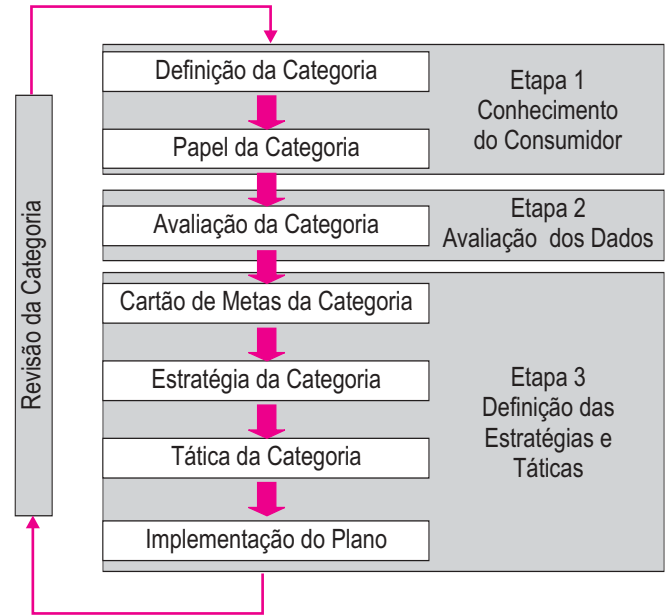 Definição da Categoria
Papel da Categoria
Etapa 1
Conhecimento
do Consumidor
Avaliação da Categoria
Etapa 2
Avaliação dos Dados
Cartão de Metas da Categoria
Estratégia da Categoria
Tática da Categoria
Implementação do Plano
Etapa 3
Definição das
Estratégias e
Táticas
Revisão da Categoria